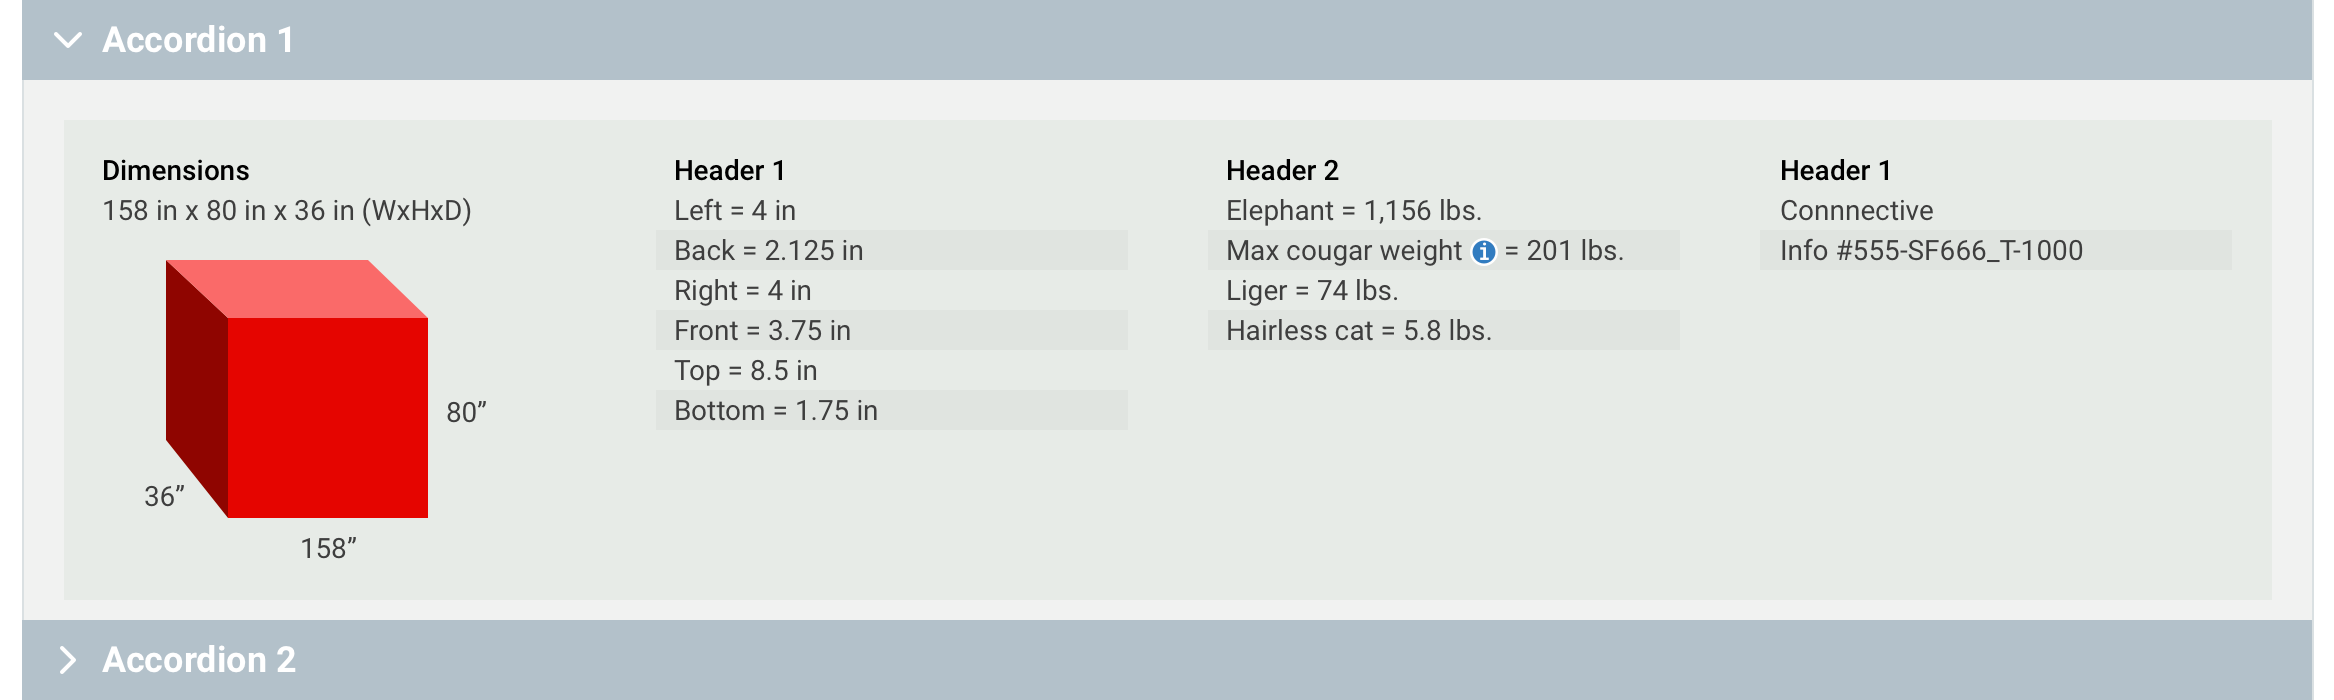 Accordion 1
Dimensions
158 in x 80 in x 36 in (WxHxD)
80”
36”
158”
Header 1
Left = 4 in
Back = 2.125 in
Right = 4 in
Front = 3.75 in
Top = 8.5 in
Bottom = 1.75 in
Header 2
Elephant = 1,156 lbs.
Max cougar weight i = 201 lbs.
Liger = 74 lbs.
Hairless cat = 5.8 lbs.
Header 1
Connnective
Info #555-SF666_T-1000
Accordion 2